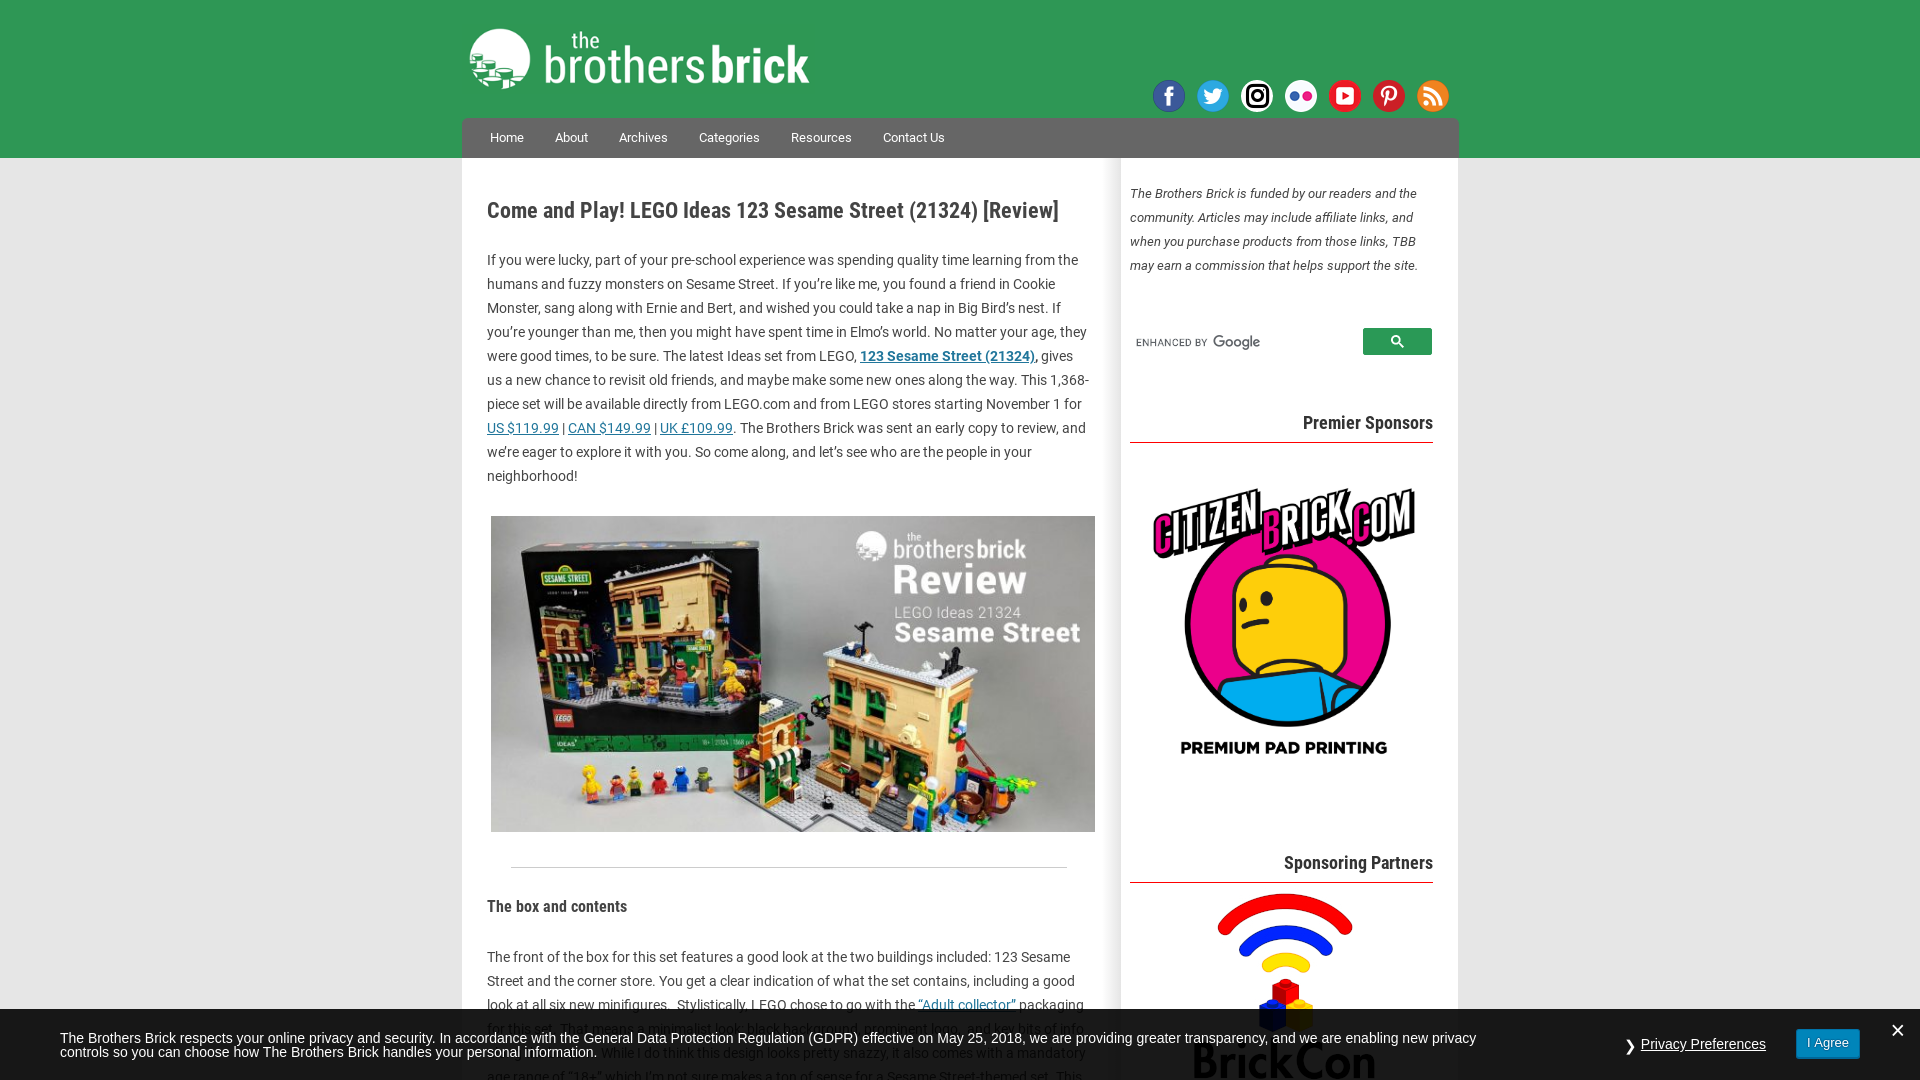 the
brothersbrick
Home About Archives Categories Resources Contact Us
Come and Play! LEGO Ideas 123 Sesame Street (21324) [Review]
If you were lucky, part of your pre-school experience was spending quality time learning from the
humans and fuzzy monsters on Sesame Street. If you’re like me, you found a friend in Cookie
Monster, sang along with Ernie and Bert, and wished you could take a nap in Big Bird’s nest. If
you’re younger than me, then you might have spent time in Elmo’s world. No matter your age, they
were good times, to be sure. The latest Ideas set from LEGO, 123 Sesame Street (21324), gives
us a new chance to revisit old friends, and maybe make some new ones along the way. This 1,368-
piece set will be available directly from LEGO.com and from LEGO stores starting November 1 for
US $119.99 | CAN $149.99 | UK £109.99. The Brothers Brick was sent an early copy to review, and
we’re eager to explore it with you. So come along, and let’s see who are the people in your
neighborhood!
SESAME STREET
LEGO
IDEAS
the
brothersbrick
Review
LEGO Ideas 21324
Sesame Street
The box and contents
The front of the box for this set features a good look at the two buildings included: 123 Sesame
Street and the corner store. You get a clear indication of what the set contains, including a good
look at all six new minifigures. Stylistically, LEGO chose to go with the “Adult collector” packaging
The Brothers Brick is funded by our readers and the
community. Articles may include affiliate links, and
when you purchase products from those links, TBB
may earn a commission that helps support the site.
ENHANCED BY Google
Premier Sponsors
CITIZEN BRICK.COM
PREMIUM PAD PRINTING
Sponsoring Partners
BrickCon
The Brothers Brick respects your online privacy and security. In accordance with the General Data Protection Regulation (GDPR) effective on May 25, 2018, we are providing greater transparency, and we are enabling new privacy
controls so you can choose how The Brothers Brick handles your personal information.
While I do think this design looks pretty snazzy, it also comes with a mandatory
age range of “18+” which I’m not sure makes a ton of sense for a Sesame Street-themed set. This
❯ Privacy Preferences
I Agree
×